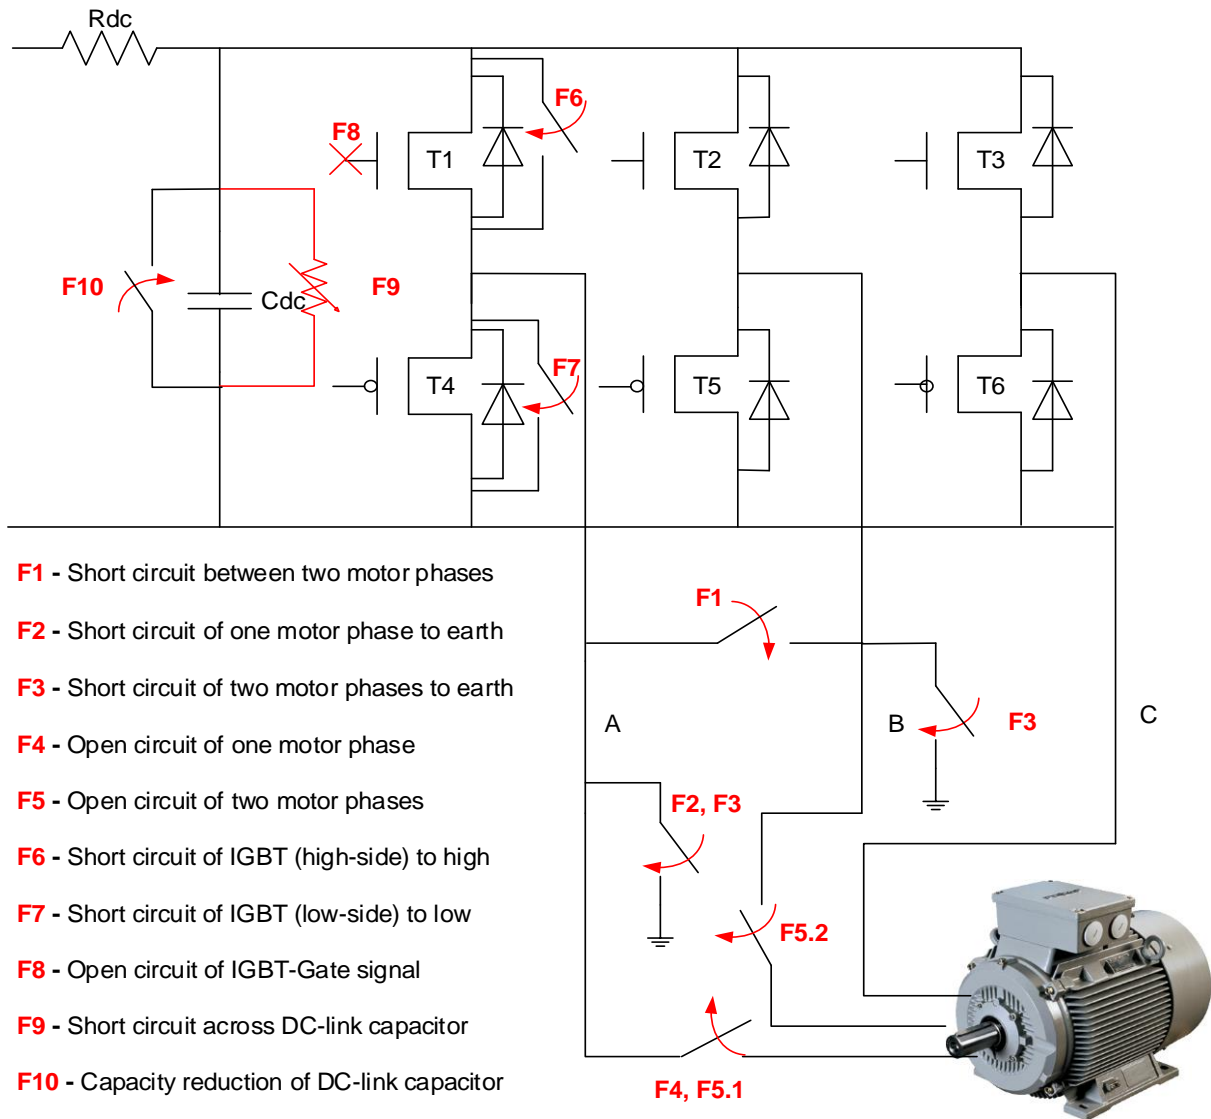 Rdc
F6
F8
T1
T2
T3
F10
Cdc
F9
F7
T4
T5
T6
F1 - Short circuit between two motor phases
F1
F2 - Short circuit of one motor phase to earth
F3 - Short circuit of two motor phases to earth
A
B
F3
C
F4 - Open circuit of one motor phase
F5 - Open circuit of two motor phases
F2, F3
F6 - Short circuit of IGBT (high-side) to high
F7 - Short circuit of IGBT (low-side) to low
F5.2
F8 - Open circuit of IGBT-Gate signal
F9 - Short circuit across DC-link capacitor
F10 - Capacity reduction of DC-link capacitor
F4, F5.1